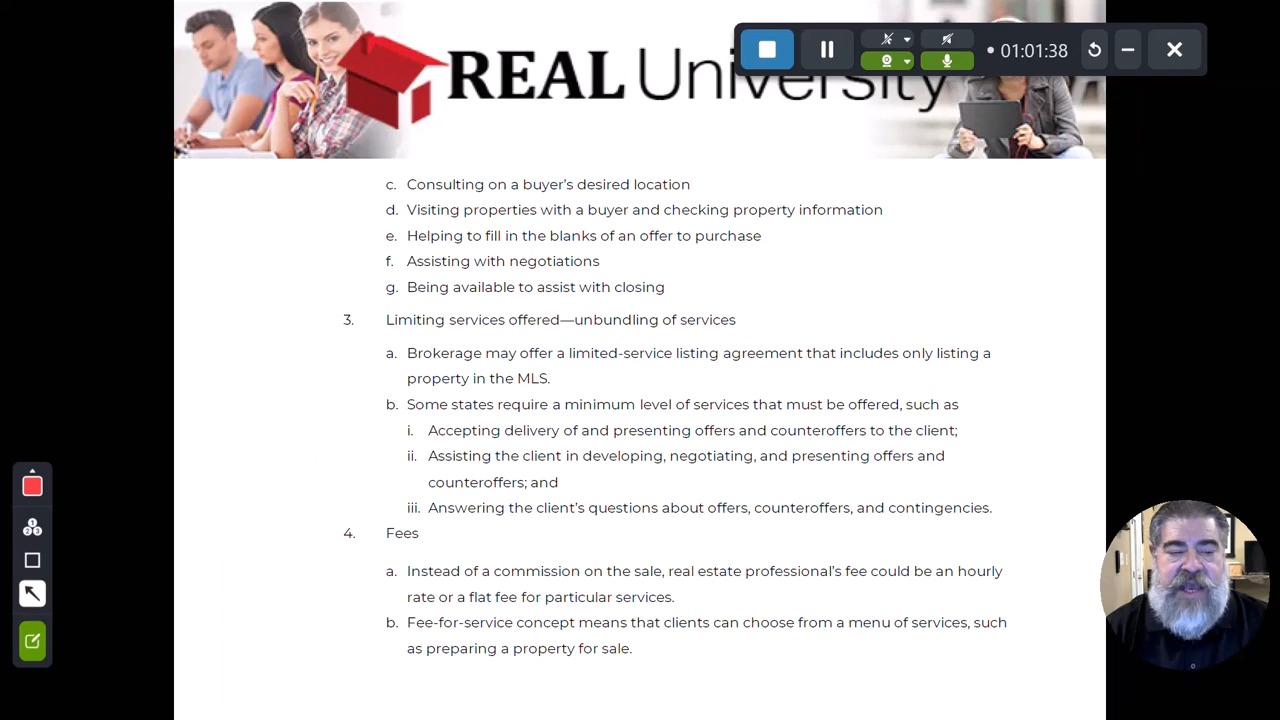 REAL University
01:01:38
c. Consulting on a buyer's desired location
d. Visiting properties with a buyer and checking property information
e. Helping to fill in the blanks of an offer to purchase
f. Assisting with negotiations
g. Being available to assist with closing
3. Limiting services offered—unbundling of services
a. Brokerage may offer a limited-service listing agreement that includes only listing a
property in the MLS.
b. Some states require a minimum level of services that must be offered, such as
i. Accepting delivery of and presenting offers and counteroffers to the client;
ii. Assisting the client in developing, negotiating, and presenting offers and
counteroffers; and
iii. Answering the client's questions about offers, counteroffers, and contingencies.
4. Fees
a. Instead of a commission on the sale, real estate professional's fee could be an hourly
rate or a flat fee for particular services.
b. Fee-for-service concept means that clients can choose from a menu of services, such
as preparing a property for sale.